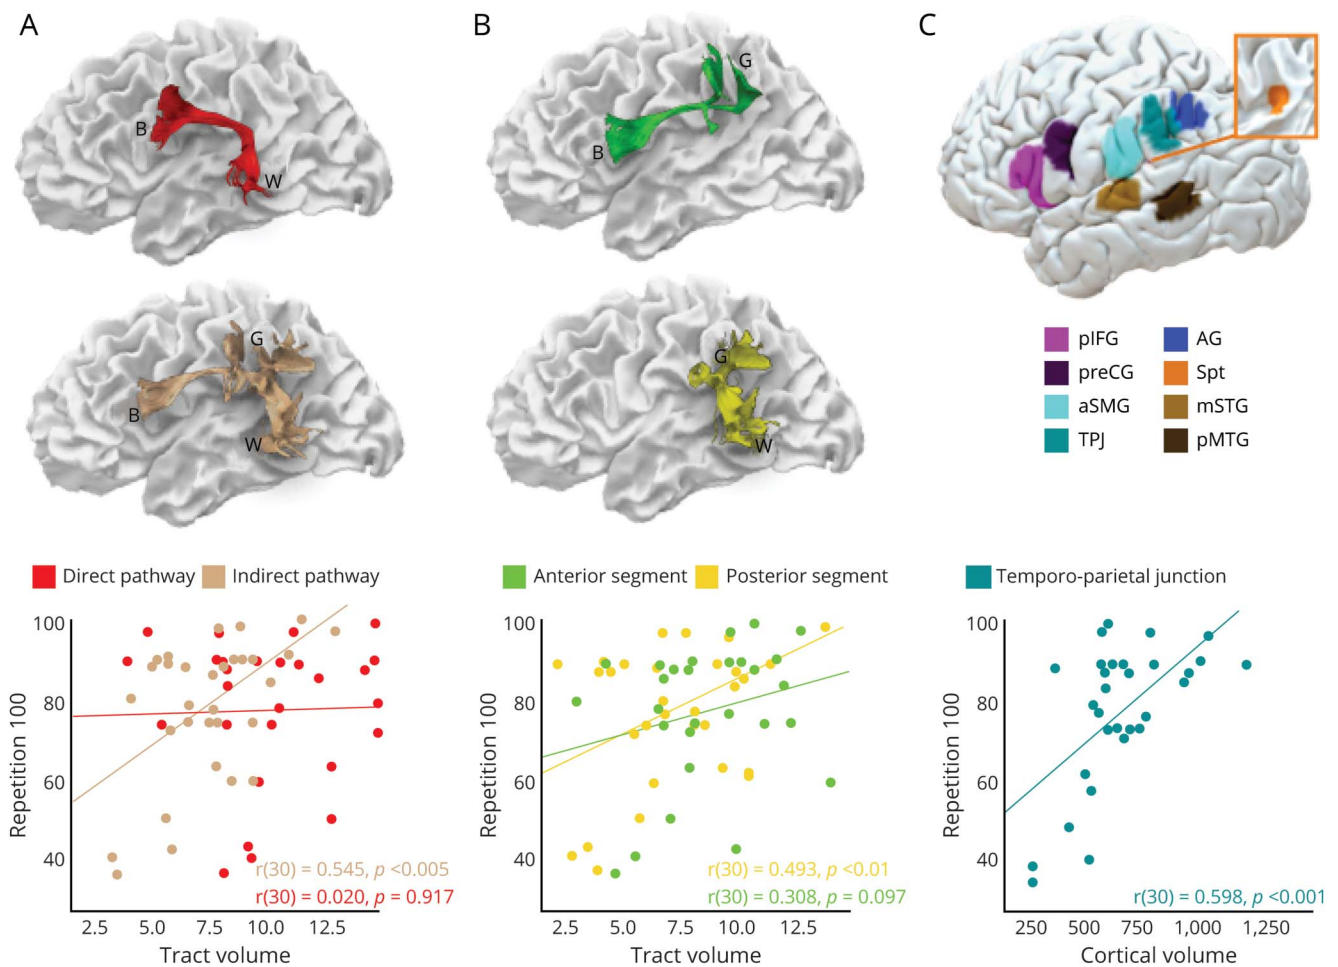 A
B
C
B
W
G
B
G
B
W
G
W
pIFG
AG
preCG
Spt
aSMG
mSTG
TPJ
pMTG
Direct pathway
Indirect pathway
Anterior segment
Posterior segment
Temporo-parietal junction
Repetition 100
100
80
60
40
r(30) = 0.545, p <0.005
r(30) = 0.020, p = 0.917
2.5 5.0 7.5 10.0 12.5
Tract volume
Repetition 100
100
80
60
40
r(30) = 0.493, p <0.01
r(30) = 0.308, p = 0.097
2.5 5.0 7.5 10.0 12.5
Tract volume
Repetition 100
100
80
60
40
r(30) = 0.598, p <0.001
250 500 750 1,000 1,250
Cortical volume